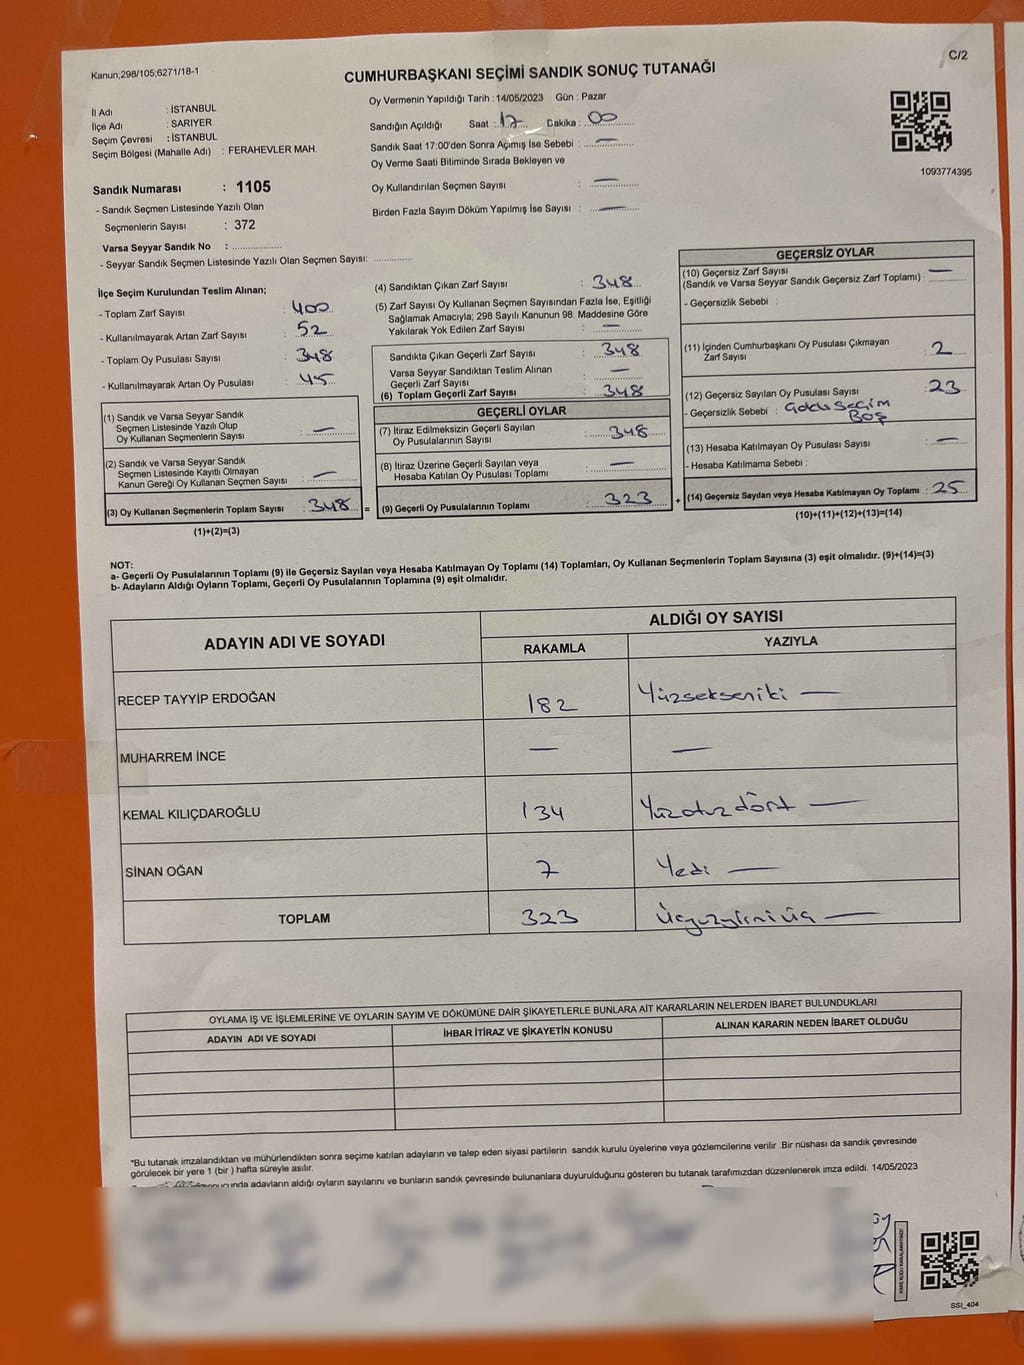 Kanun,298/105;6271/18-1
C/2
CUMHURBAŞKANI SEÇİMİ SANDIK SONUÇ TUTANAĞI
Oy Vermenin Yapıldığı Tarih : 14/05/2023 Gün : Pazar
İl Adı : İSTANBUL
İlçe Adı : SARIYER
Seçim Çevresi : İSTANBUL
Seçim Bölgesi (Mahalle Adı) : FERAHEVLER MAH.
Sandığın Açıldığı Saat : 17 Dakika : 00
Sandık Saat 17:00'den Sonra Açımış İse Sebebi : —
Oy Verme Saati Bitiminde Sırada Bekleyen ve
Oy Kullandırılan Seçmen Sayısı : —
Birden Fazla Sayım Döküm Yapılmış İse Sayısı : —
1093774395
Sandık Numarası : 1105
- Sandık Seçmen Listesinde Yazılı Olan
Seçmenlerin Sayısı : 372
Varsa Seyyar Sandık No : ................
- Seyyar Sandık Seçmen Listesinde Yazılı Olan Seçmen Sayısı: ............
İlçe Seçim Kurulundan Teslim Alınan;
- Toplam Zarf Sayısı : 400
- Kullanılmayarak Artan Zarf Sayısı : 52
- Toplam Oy Pusulası Sayısı : 348
- Kullanılmayarak Artan Oy Pusulası : 45
(1) Sandık ve Varsa Seyyar Sandık
Seçmen Listesinde Yazılı Olup
Oy Kullanan Seçmenlerin Sayısı : —
(2) Sandık ve Varsa Seyyar Sandık
Seçmen Listesinde Kayıtlı Olmayan
Kanun Gereği Oy Kullanan Seçmen Sayısı : —
(3) Oy Kullanan Seçmenlerin Toplam Sayısı : 348 =
(1)+(2)=(3)
(4) Sandıktan Çıkan Zarf Sayısı : 348
(5) Zarf Sayısı Oy Kullanan Seçmen Sayısından Fazla İse, Eşitliği
Sağlamak Amacıyla; 298 Sayılı Kanunun 98. Maddesine Göre
Yakılarak Yok Edilen Zarf Sayısı : —
Sandıkta Çıkan Geçerli Zarf Sayısı : 348
Varsa Seyyar Sandıktan Teslim Alınan
Geçerli Zarf Sayısı : —
(6) Toplam Geçerli Zarf Sayısı : 348
GEÇERLİ OYLAR
(7) İtiraz Edilmeksizin Geçerli Sayılan
Oy Pusulalarının Sayısı : 348
(8) İtiraz Üzerine Geçerli Sayılan veya
Hesaba Katılan Oy Pusulası Toplamı : —
(9) Geçerli Oy Pusulalarının Toplamı : 323 +
GEÇERSİZ OYLAR
(10) Geçersiz Zarf Sayısı
(Sandık ve Varsa Seyyar Sandık Geçersiz Zarf Toplamı) : —
- Geçersizlik Sebebi :
(11) İçinden Cumhurbaşkanı Oy Pusulası Çıkmayan
Zarf Sayısı : 2
(12) Geçersiz Sayılan Oy Pusulası Sayısı : 23
- Geçersizlik Sebebi : Çoklu Seçim
BOŞ
(13) Hesaba Katılmayan Oy Pusulası Sayısı : —
- Hesaba Katılmama Sebebi :
(14) Geçersiz Sayılan veya Hesaba Katılmayan Oy Toplamı : 25
(10)+(11)+(12)+(13)=(14)
NOT:
a- Geçerli Oy Pusulalarının Toplamı (9) ile Geçersiz Sayılan veya Hesaba Katılmayan Oy Toplamı (14) Toplamları, Oy Kullanan Seçmenlerin Toplam Sayısına (3) eşit olmalıdır. (9)+(14)=(3)
b- Adayların Aldığı Oyların Toplamı, Geçerli Oy Pusulalarının Toplamına (9) eşit olmalıdır.
ADAYIN ADI VE SOYADI
ALDIĞI OY SAYISI
RAKAMLA YAZIYLA
RECEP TAYYİP ERDOĞAN 182 Yüzsekseniki —
MUHARREM İNCE — —
KEMAL KILIÇDAROĞLU 134 Yüzotuzdört —
SİNAN OĞAN 7 Yedi —
TOPLAM 323 Üçyüzyirmiüç —
OYLAMA İŞ VE İŞLEMLERİNE VE OYLARIN SAYIM VE DÖKÜMÜNE DAİR ŞİKAYETLERLE BUNLARA AİT KARARLARIN NELERDEN İBARET BULUNDUKLARI
ADAYIN ADI VE SOYADI İHBAR İTİRAZ VE ŞİKAYETİN KONUSU ALINAN KARARIN NEDEN İBARET OLDUĞU
*Bu tutanak imzalandıktan ve mühürlendikten sonra seçime katılan adayların ve talep eden siyasi partilerin sandık kurulu üyelerine veya gözlemcilerine verilir .Bir nüshası da sandık çevresinde
görülecek bir yere 1 (bir ) hafta süreyle asılır.
adayların aldığı oyların sayılarını ve bunların sandık çevresinde bulunanlara duyurulduğunu gösteren bu tutanak tarafımızdan düzenlenerek imza edildi. 14/05/2023
SSI_404